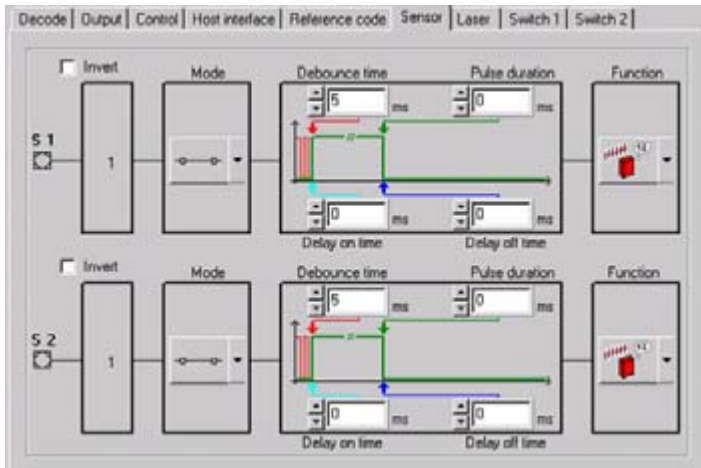 Decode Output Control Host interface Reference code Sensor Laser Switch 1 Switch 2
Invert Mode Debounce time Pulse duration Function
5 ms 0 ms
S 1
1
0 ms 0 ms
Delay on time Delay off time
Invert Mode Debounce time Pulse duration Function
5 ms 0 ms
S 2
1
0 ms 0 ms
Delay on time Delay off time